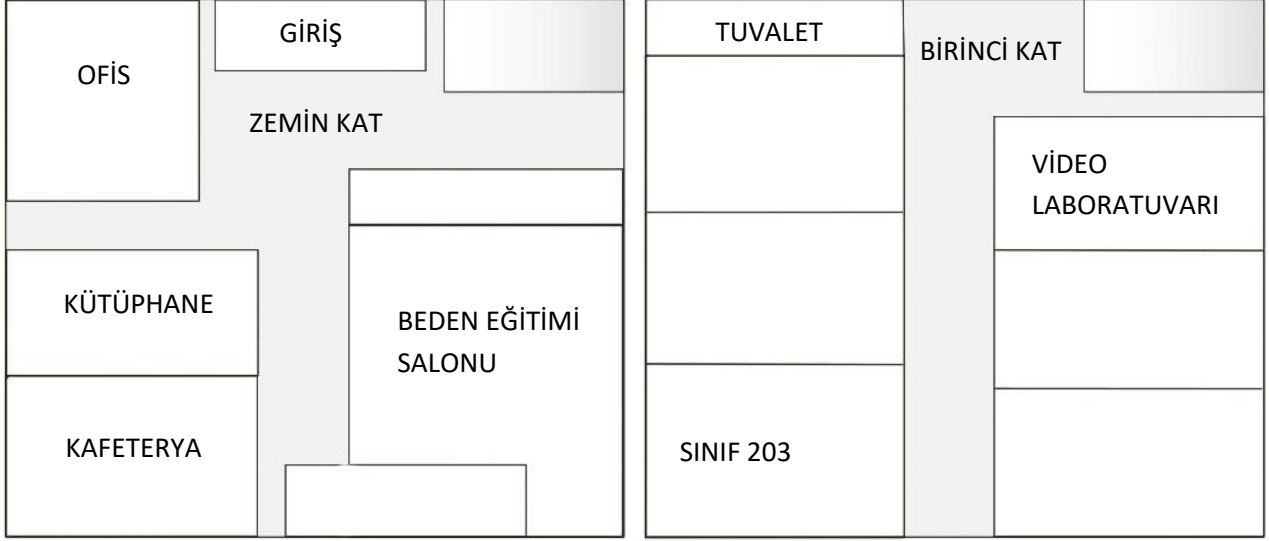 GİRİŞ
OFİS
ZEMİN KAT
KÜTÜPHANE
BEDEN EĞİTİMİ
SALONU
KAFETERYA
TUVALET
BİRİNCİ KAT
VİDEO
LABORATUVARI
SINIF 203